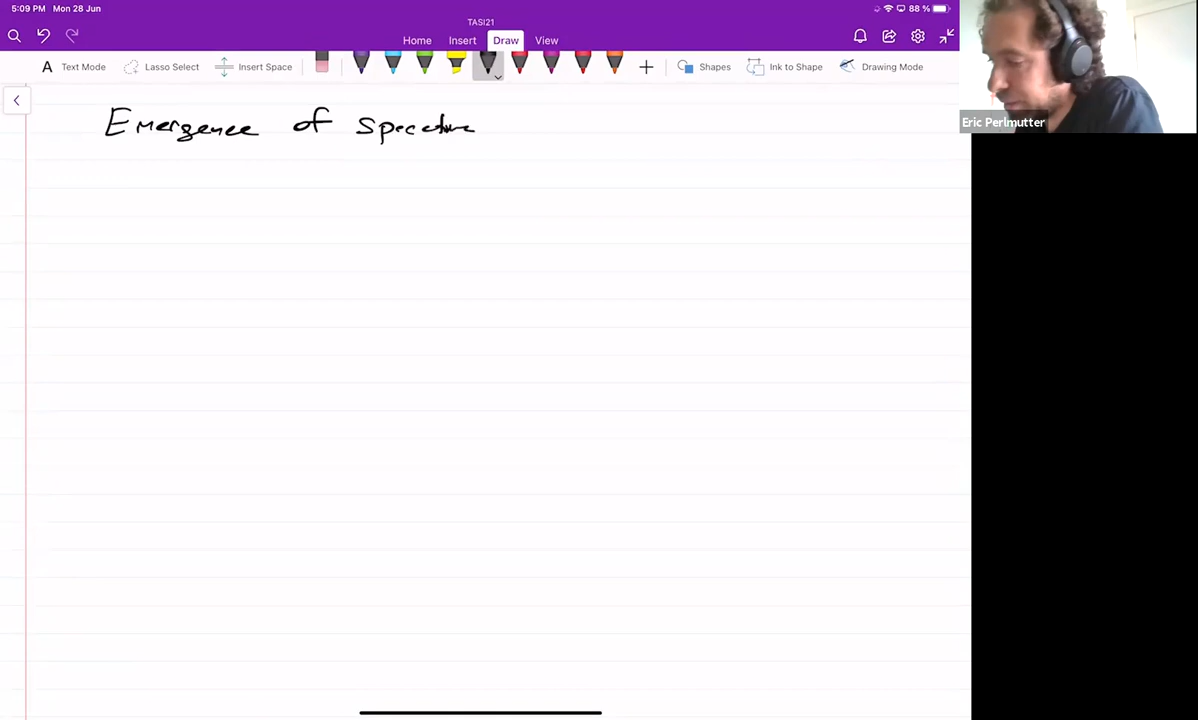 5:09 PM Mon 28 Jun
88 %
TASI21
Home Insert Draw View
Text Mode Lasso Select Insert Space Shapes Ink to Shape Drawing Mode
Eric Perlmutter
Emergence of